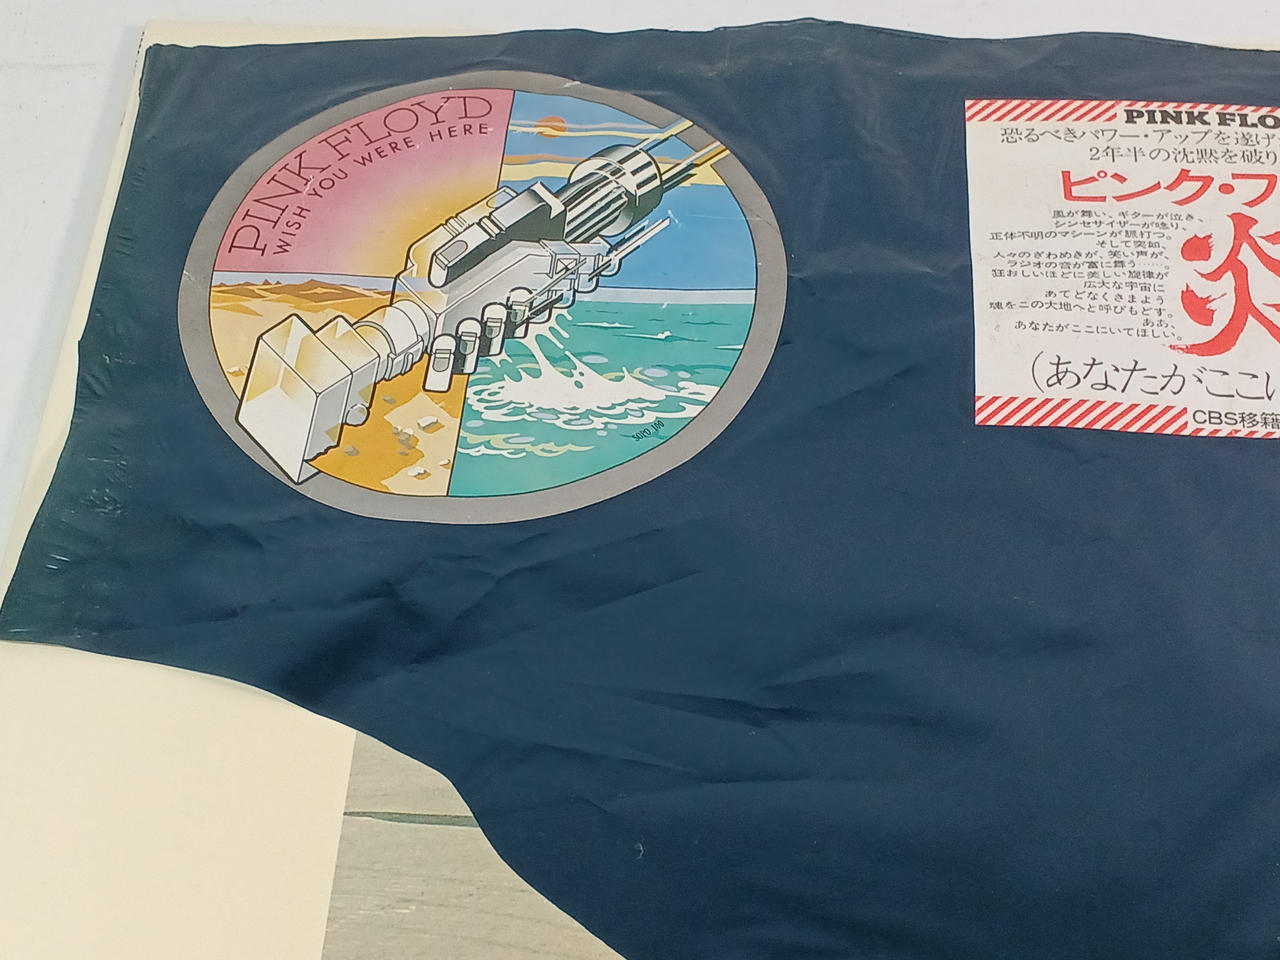 PINK FLOYD
WISH YOU WERE HERE
PINK FLO
恐るべきパワー・アップを遂げ
2年半の沈黙を破り
ピンク・フ
炎
風が舞い、ギターが泣き、
シンセサイザーが唸り、
正体不明のマシーンが脈打つ。
そして突如、
人々のざわめきが、笑い声が、
ラジオの音が宙に舞う……。
狂おしいほどに美しい旋律が
広大な宇宙に
あてどなくさまよう
魂をこの大地へと呼びもどす。
ああ、
あなたがここにいてほしい。
(あなたがここに
CBS移籍